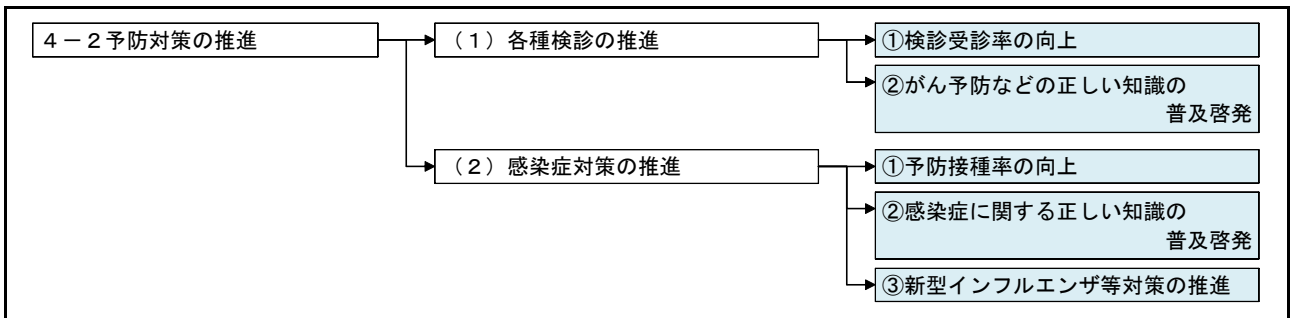 ４－２予防対策の推進
（１）各種検診の推進
①検診受診率の向上
②がん予防などの正しい知識の
普及啓発
（２）感染症対策の推進
①予防接種率の向上
②感染症に関する正しい知識の
普及啓発
③新型インフルエンザ等対策の推進